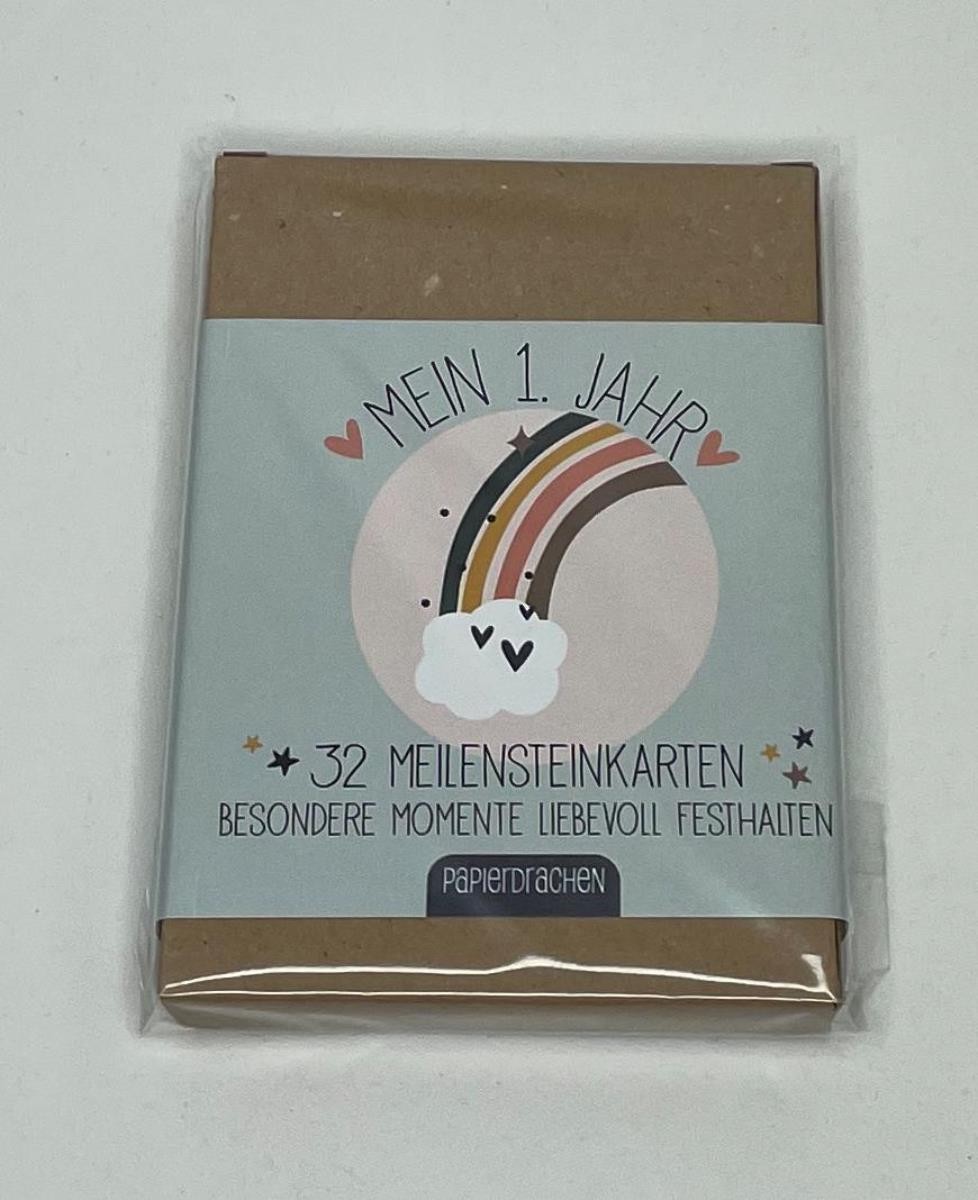 MEIN 1. JAHR
32 MEILENSTEINKARTEN
BESONDERE MOMENTE LIEBEVOLL FESTHALTEN
PAPIERDRACHEN